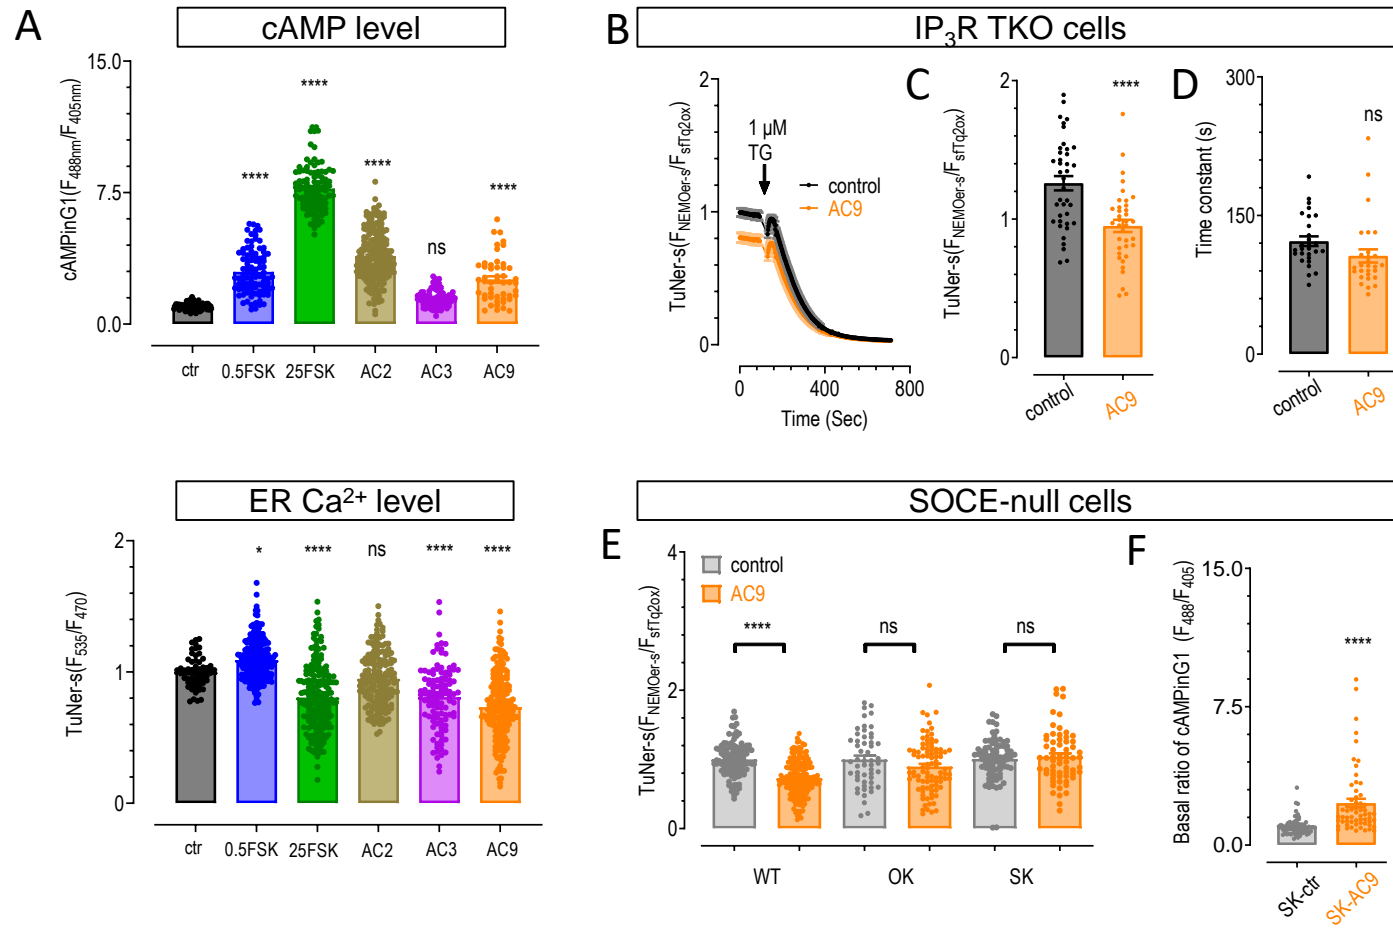 A
cAMP level
cAMPinG1(F488nm/F405nm)
15.0
7.5
0.0
****
****
****
ns
****
ctr
0.5FSK
25FSK
AC2
AC3
AC9
ER Ca2+ level
TuNer-s(F535/F470)
2
1
0
*
****
ns
****
****
ctr
0.5FSK
25FSK
AC2
AC3
AC9
B
IP3R TKO cells
TuNer-s(FNEMOer-s/FsfTq2ox)
2
1
0
1 µM
TG
control
AC9
0
400
800
Time (Sec)
C
TuNer-s(FNEMOer-s/FsfTq2ox)
2
1
0
****
control
AC9
D
Time constant (s)
300
150
0
ns
control
AC9
SOCE-null cells
E
TuNer-s(FNEMOer-s/FsfTq2ox)
4
2
0
control
AC9
****
ns
ns
WT
OK
SK
F
Basal ratio of cAMPinG1 (F488/F405)
15.0
7.5
0.0
****
SK-ctr
SK-AC9